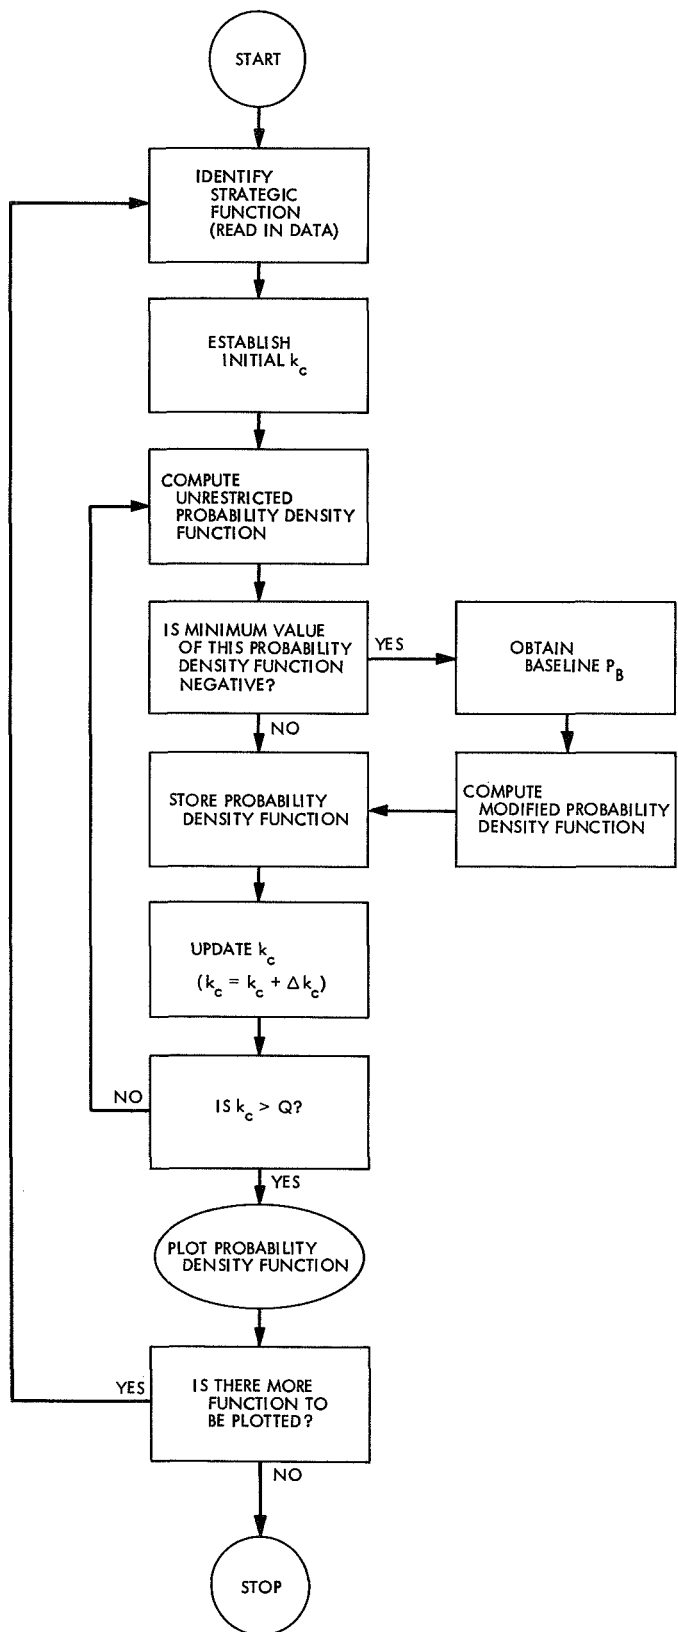 START
IDENTIFY
STRATEGIC
FUNCTION
(READ IN DATA)
ESTABLISH
INITIAL k_c
COMPUTE
UNRESTRICTED
PROBABILITY DENSITY
FUNCTION
IS MINIMUM VALUE
OF THIS PROBABILITY
DENSITY FUNCTION
NEGATIVE?
YES
OBTAIN
BASELINE P_B
NO
STORE PROBABILITY
DENSITY FUNCTION
COMPUTE
MODIFIED PROBABILITY
DENSITY FUNCTION
UPDATE k_c
(k_c = k_c + Δk_c)
NO
IS k_c > Q?
YES
PLOT PROBABILITY
DENSITY FUNCTION
YES
IS THERE MORE
FUNCTION TO
BE PLOTTED?
NO
STOP